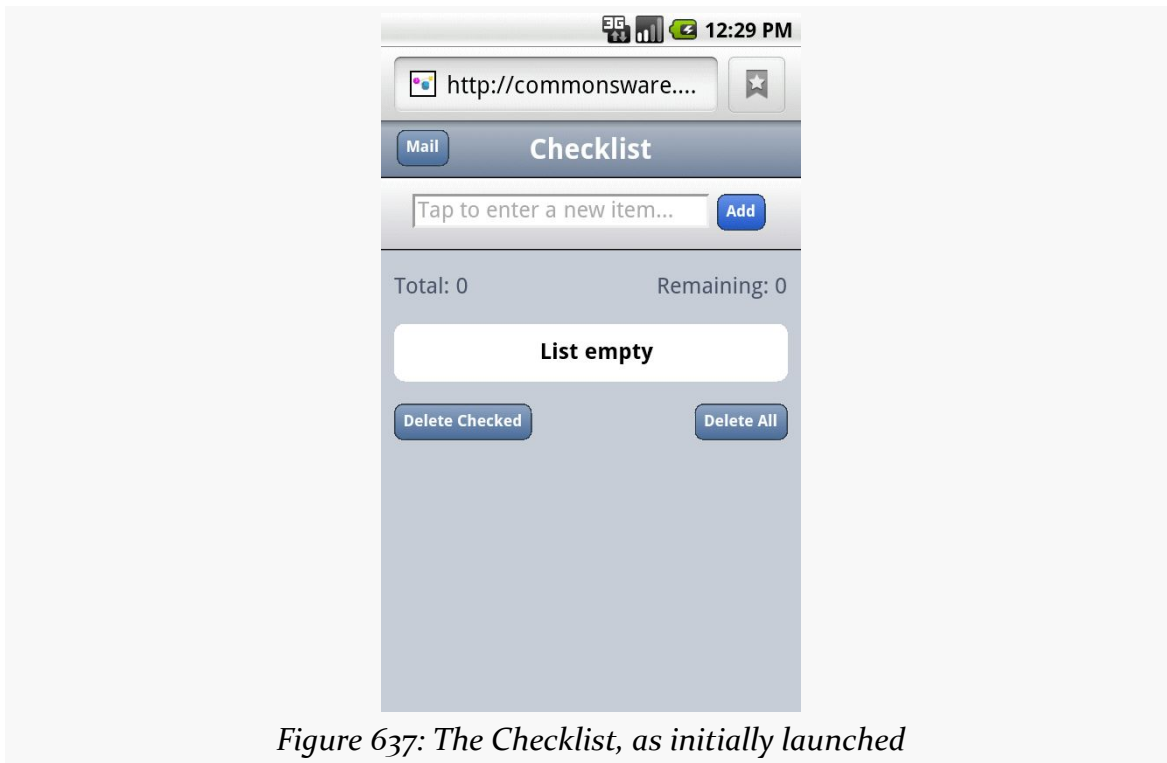 3G 12:29 PM
http://commonsware....
Mail Checklist
Tap to enter a new item... Add
Total: 0 Remaining: 0
List empty
Delete Checked Delete All
Figure 637: The Checklist, as initially launched